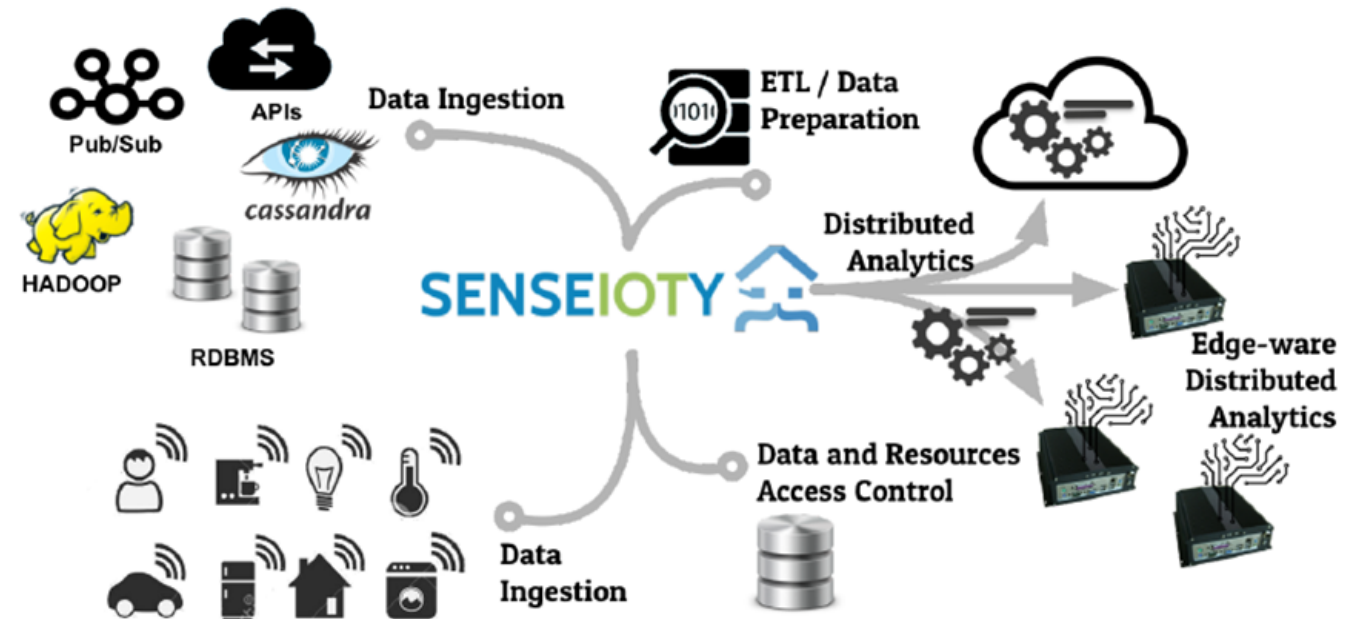 APIs
Pub/Sub
cassandra
HADOOP
RDBMS
Data Ingestion
1010
ETL / Data
Preparation
SENSEIOTY
Distributed
Analytics
Edge-ware
Distributed
Analytics
Data and Resources
Access Control
Data
Ingestion